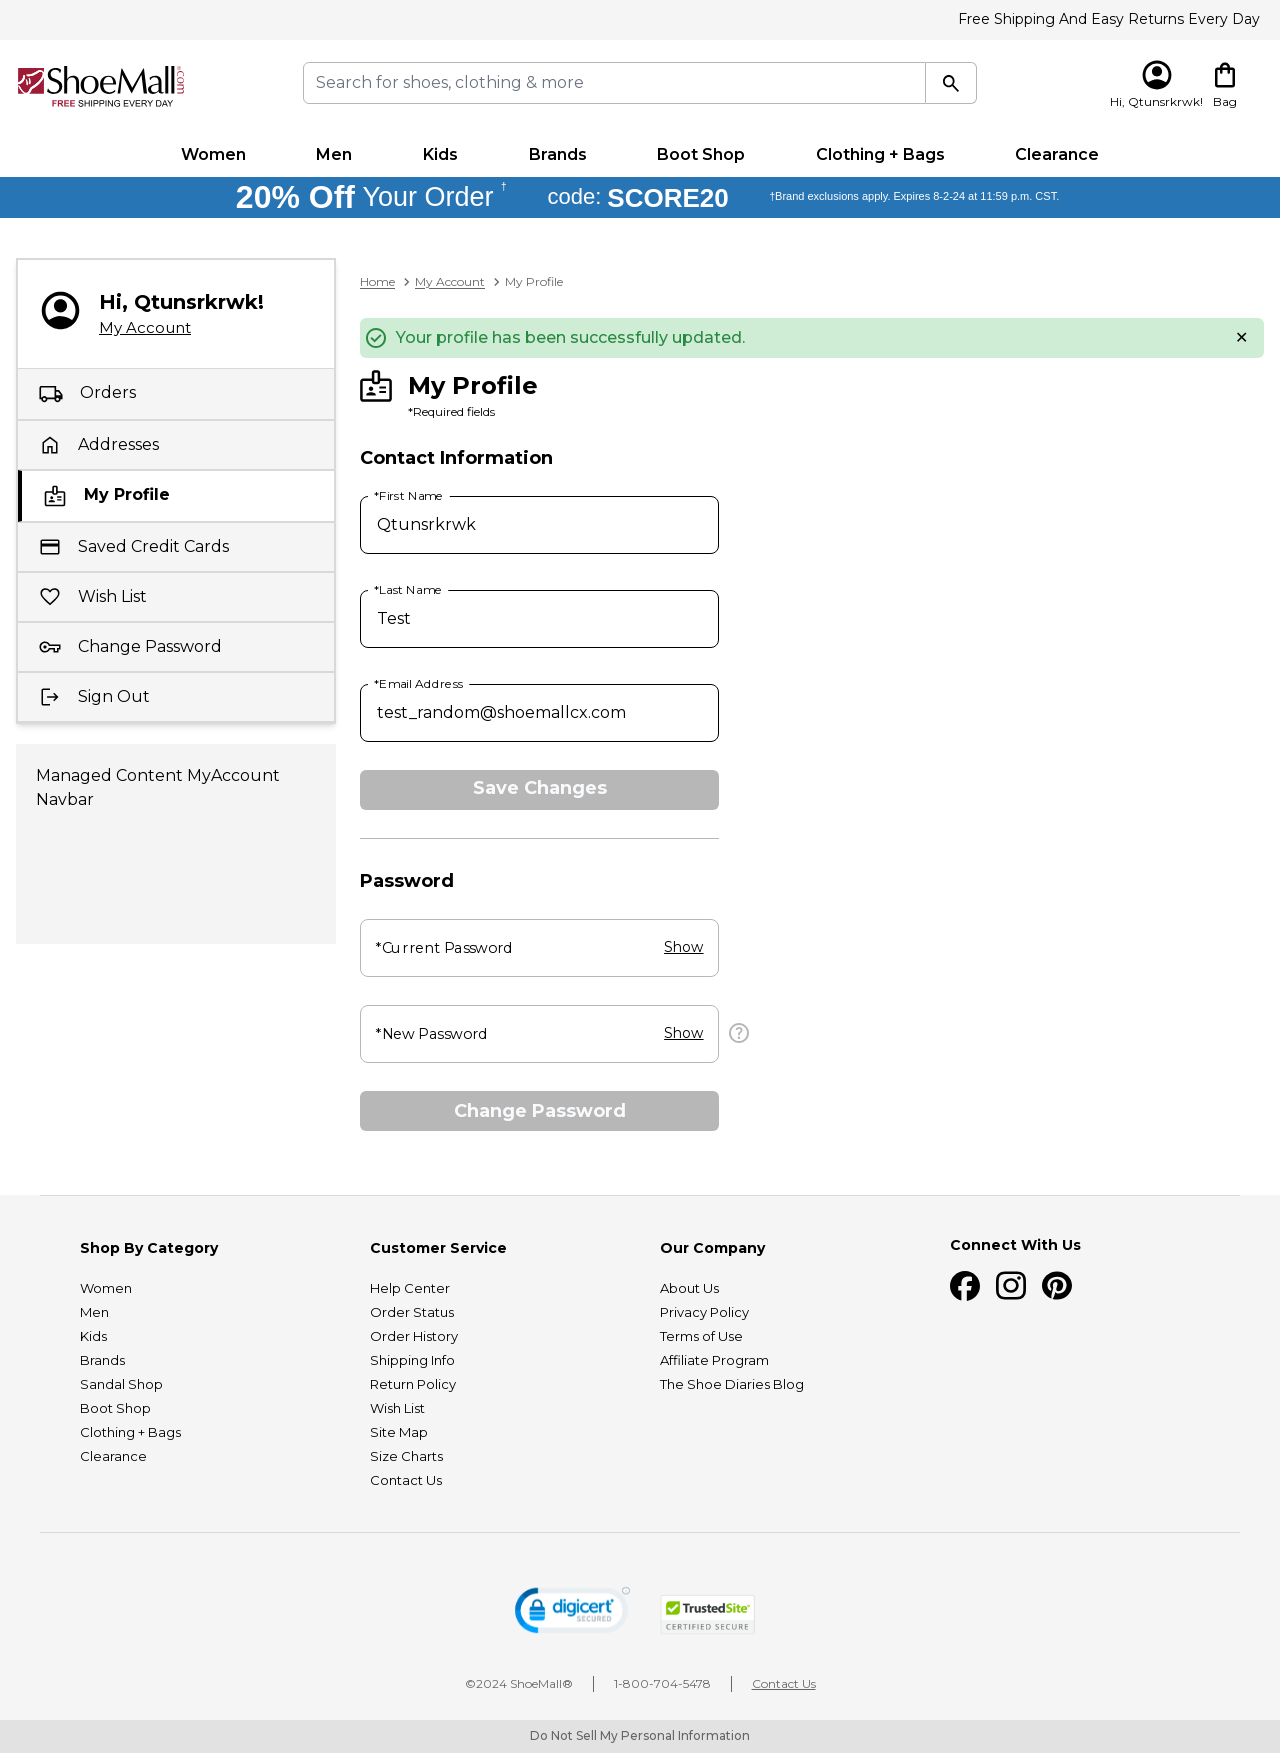 Free Shipping And Easy Returns Every Day
ShoeMall®.com
FREE SHIPPING EVERY DAY
Search for shoes, clothing & more
Hi, Qtunsrkrwk!
Bag
Women
Men
Kids
Brands
Boot Shop
Clothing + Bags
Clearance
20% Off Your Order † code: SCORE20 †Brand exclusions apply. Expires 8-2-24 at 11:59 p.m. CST.
Hi, Qtunsrkrwk!
My Account
Orders
Addresses
My Profile
Saved Credit Cards
Wish List
Change Password
Sign Out
Managed Content MyAccount
Navbar
Home > My Account > My Profile
Your profile has been successfully updated.
My Profile
*Required fields
Contact Information
*First Name
Qtunsrkrwk
*Last Name
Test
*Email Address
test_random@shoemallcx.com
Save Changes
Password
*Current Password
Show
*New Password
Show
Change Password
Shop By Category
Women
Men
Kids
Brands
Sandal Shop
Boot Shop
Clothing + Bags
Clearance
Customer Service
Help Center
Order Status
Order History
Shipping Info
Return Policy
Wish List
Site Map
Size Charts
Contact Us
Our Company
About Us
Privacy Policy
Terms of Use
Affiliate Program
The Shoe Diaries Blog
Connect With Us
digicert
SECURED
TrustedSite
CERTIFIED SECURE
©2024 ShoeMall®
1-800-704-5478
Contact Us
Do Not Sell My Personal Information